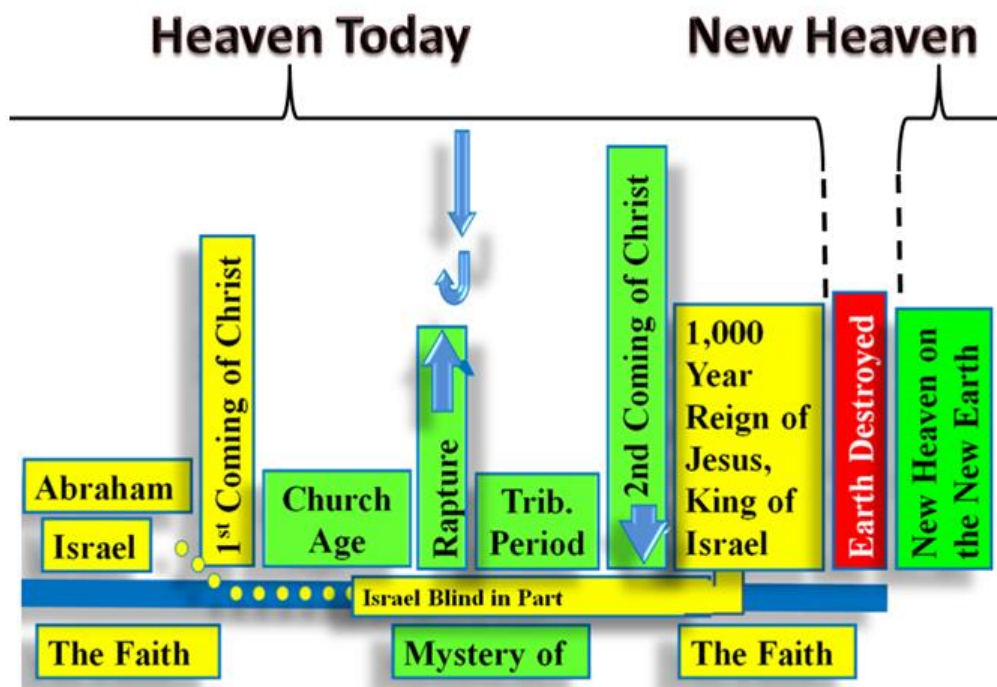 Heaven Today
New Heaven
Abraham
Israel
1st Coming of Christ
Church
Age
Rapture
Trib.
Period
2nd Coming of Christ
1,000
Year
Reign of
Jesus,
King of
Israel
Earth Destroyed
New Heaven on
the New Earth
Israel Blind in Part
The Faith
Mystery of
The Faith